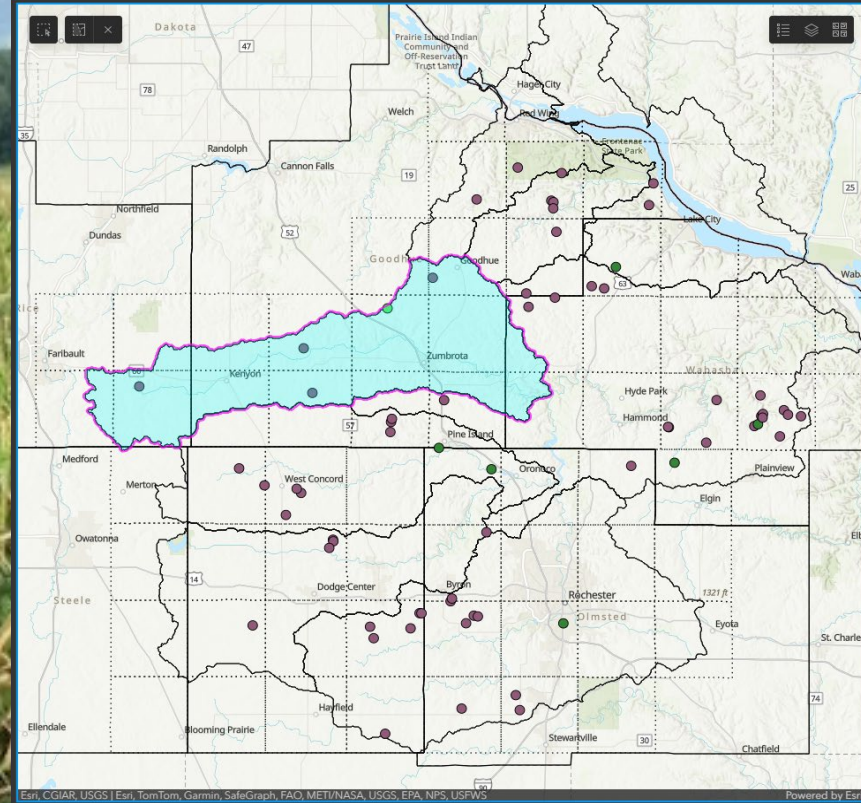 Dakota
47
Prairie Island Indian
Community and
Off-Reservation
Trust Land
Hager City
78
Welch
Red Wing
35
Randolph
Cannon Falls
Frontenac
State Park
19
25
Northfield
Lake City
Dundas
52
Goodhue
63
Rice
Faribault
Zumbrota
Kenyon
Wabasha
60
Hyde Park
Hammond
57
Pine Island
Medford
Oronoco
Plainview
Merton
West Concord
Elgin
Owatonna
14
Dodge Center
Byron
Rochester
1321 ft
Steele
Olmsted
Eyota
St. Charle
74
Hayfield
Ellendale
Blooming Prairie
Stewartville
30
Chatfield
90
Esri, CGIAR, USGS | Esri, TomTom, Garmin, SafeGraph, FAO, METI/NASA, USGS, EPA, NPS, USFWS
Powered by Esr